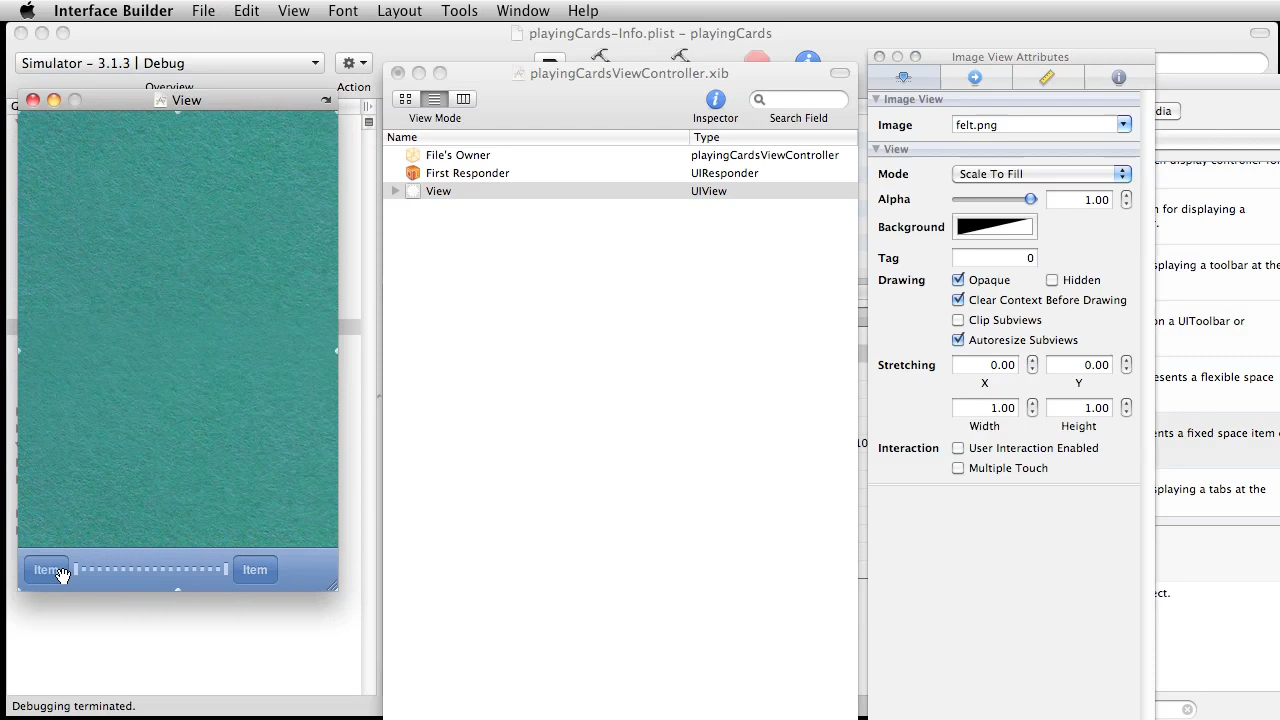 Interface Builder File Edit View Font Layout Tools Window Help
playingCards-Info.plist – playingCards
Simulator - 3.1.3 | Debug
Overview
Action
View
playingCardsViewController.xib
View Mode
Inspector
Search Field
Name
Type
File's Owner
playingCardsViewController
First Responder
UIResponder
View
UIView
Item
Item
Debugging terminated.
Image View Attributes
Image View
Image
felt.png
View
Mode
Scale To Fill
Alpha
1.00
Background
Tag
0
Drawing
Opaque
Hidden
Clear Context Before Drawing
Clip Subviews
Autoresize Subviews
Stretching
0.00
0.00
X
Y
1.00
1.00
Width
Height
Interaction
User Interaction Enabled
Multiple Touch
dia
n for displaying a
splaying a toolbar at the
on a UIToolbar or
esents a flexible space
ents a fixed space item o
splaying a tabs at the
ect.